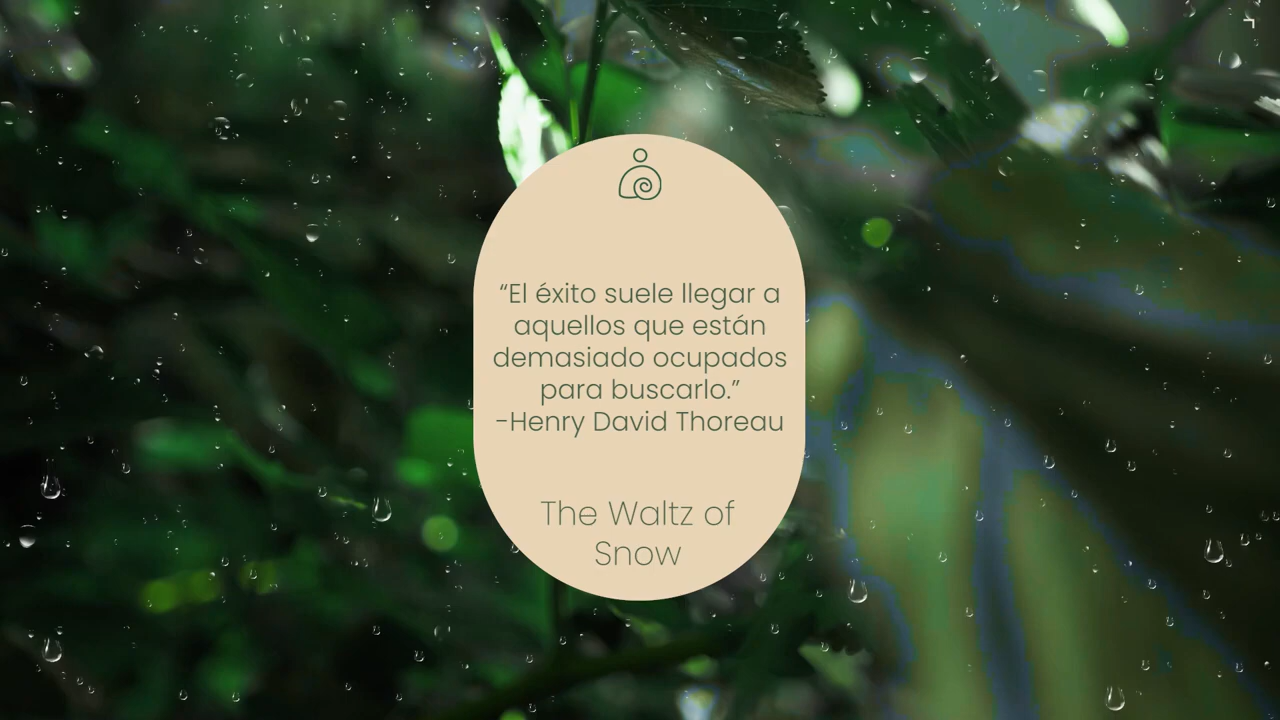 “El éxito suele llegar a
aquellos que están
demasiado ocupados
para buscarlo.”
-Henry David Thoreau
The Waltz of
Snow